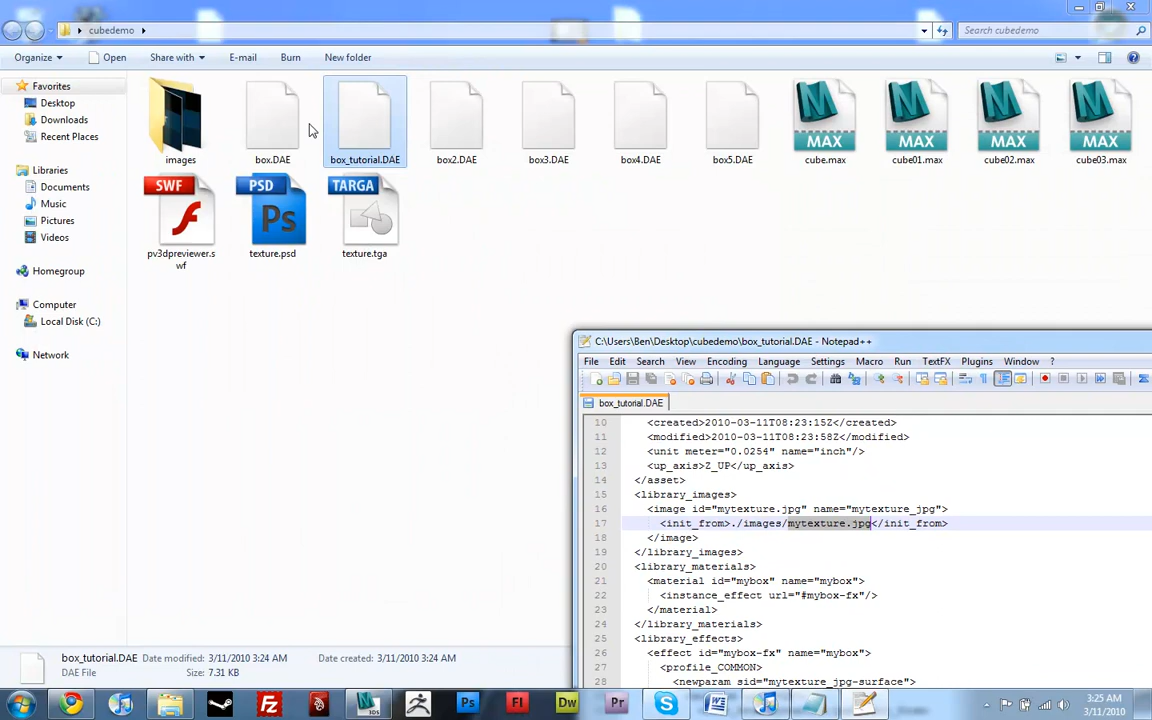 cubedemo
Search cubedemo
Organize Open Share with E-mail Burn New folder
Favorites
Desktop
Downloads
Recent Places
Libraries
Documents
Music
Pictures
Videos
Homegroup
Computer
Local Disk (C:)
Network
MAX MAX MAX MAX
images box.DAE box_tutorial.DAE box2.DAE box3.DAE box4.DAE box5.DAE cube.max cube01.max cube02.max cube03.max
SWF PSD TARGA
Ps
pv3dpreviewer.s
wf
texture.psd texture.tga
C:\Users\Ben\Desktop\cubedemo\box_tutorial.DAE - Notepad++
File Edit Search View Encoding Language Settings Macro Run TextFX Plugins Window ?
box_tutorial.DAE
10 <created>2010-03-11T08:23:15Z</created>
11 <modified>2010-03-11T08:23:58Z</modified>
12 <unit meter="0.0254" name="inch"/>
13 <up_axis>Z_UP</up_axis>
14 </asset>
15 <library_images>
16 <image id="mytexture.jpg" name="mytexture_jpg">
17 <init_from>./images/mytexture.jpg</init_from>
18 </image>
19 </library_images>
20 <library_materials>
21 <material id="mybox" name="mybox">
22 <instance_effect url="#mybox-fx"/>
23 </material>
24 </library_materials>
25 <library_effects>
26 <effect id="mybox-fx" name="mybox">
27 <profile_COMMON>
28 <newparam sid="mytexture_jpg-surface">
box_tutorial.DAE Date modified: 3/11/2010 3:24 AM Date created: 3/11/2010 3:24 AM
DAE File Size: 7.31 KB
3DS Ps Fl Dw Pr
3:25 AM
3/11/2010